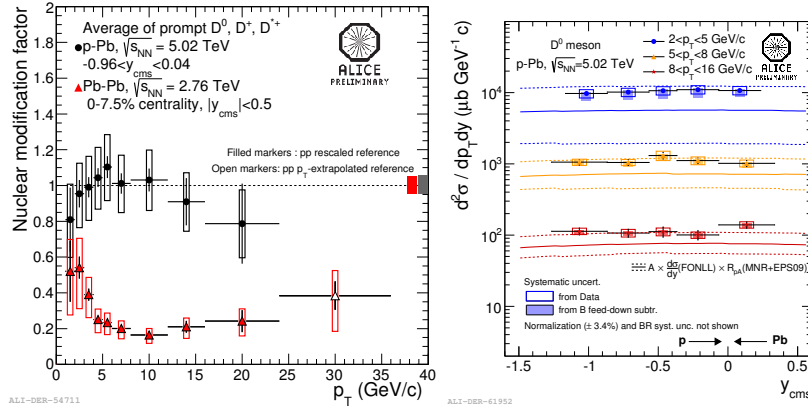 Nuclear modification factor
2
1.8
1.6
1.4
1.2
1
0.8
0.6
0.4
0.2
0
Average of prompt D0, D+, D*+
p-Pb, √sNN = 5.02 TeV
-0.96<ycms<0.04
Pb-Pb, √sNN = 2.76 TeV
0-7.5% centrality, |ycms|<0.5
ALICE
PRELIMINARY
Filled markers : pp rescaled reference
Open markers: pp pT-extrapolated reference
0 5 10 15 20 25 30 35 40
pT (GeV/c)
ALI-DER-54711
d2σ / dpTdy (μb GeV-1 c)
105
104
103
102
10
D0 meson
p-Pb, √sNN=5.02 TeV
2<pT<5 GeV/c
5<pT<8 GeV/c
8<pT<16 GeV/c
ALICE
PRELIMINARY
A × dσ/dy(FONLL) × RpA(MNR+EPS09)
Systematic uncert.
from Data
from B feed-down subtr.
Normalization (± 3.4%) and BR syst. unc. not shown
p Pb
-1.5 -1 -0.5 0 0.5
ycms
ALI-DER-61952